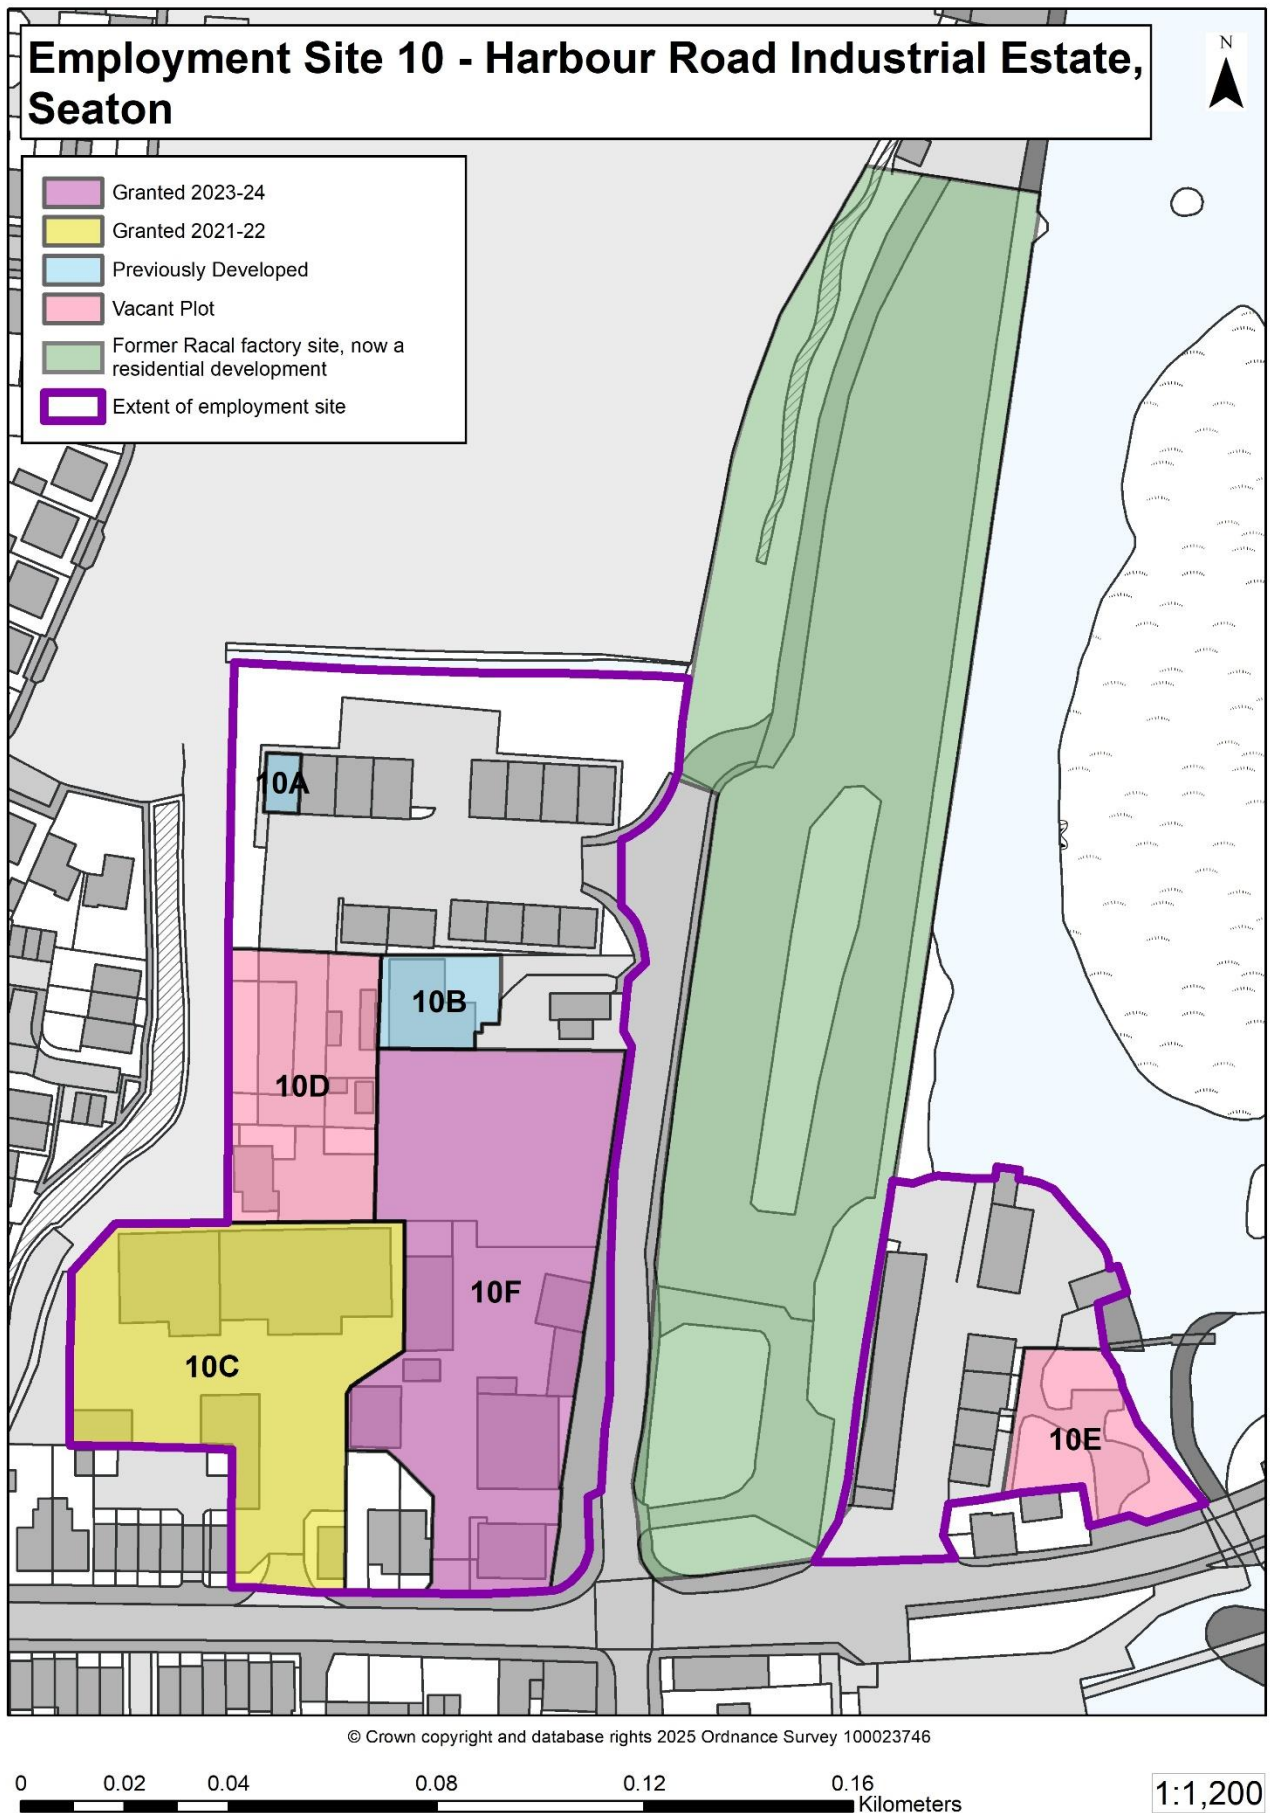 Employment Site 10 - Harbour Road Industrial Estate,
Seaton
N
Granted 2023-24
Granted 2021-22
Previously Developed
Vacant Plot
Former Racal factory site, now a
residential development
Extent of employment site
10A
10B
10D
10F
10C
10E
© Crown copyright and database rights 2025 Ordnance Survey 100023746
0 0.02 0.04 0.08 0.12 0.16
Kilometers
1:1,200